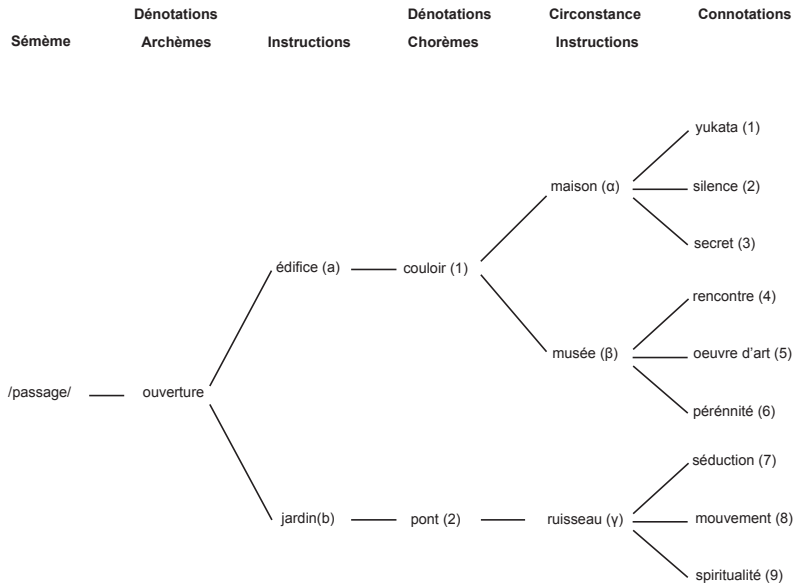 Dénotations Dénotations Circonstance Connotations
Sémème Archèmes Instructions Chorèmes Instructions
yukata (1)
maison (α) silence (2)
secret (3)
édifice (a) couloir (1)
rencontre (4)
musée (β) oeuvre d'art (5)
/passage/ ouverture
pérénnité (6)
séduction (7)
jardin(b) pont (2) ruisseau (γ) mouvement (8)
spiritualité (9)